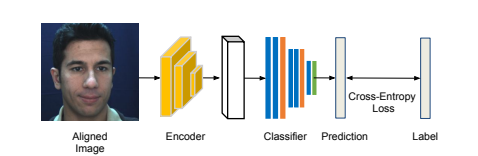 Cross-Entropy
Loss
Aligned
Image
Encoder
Classifier
Prediction
Label